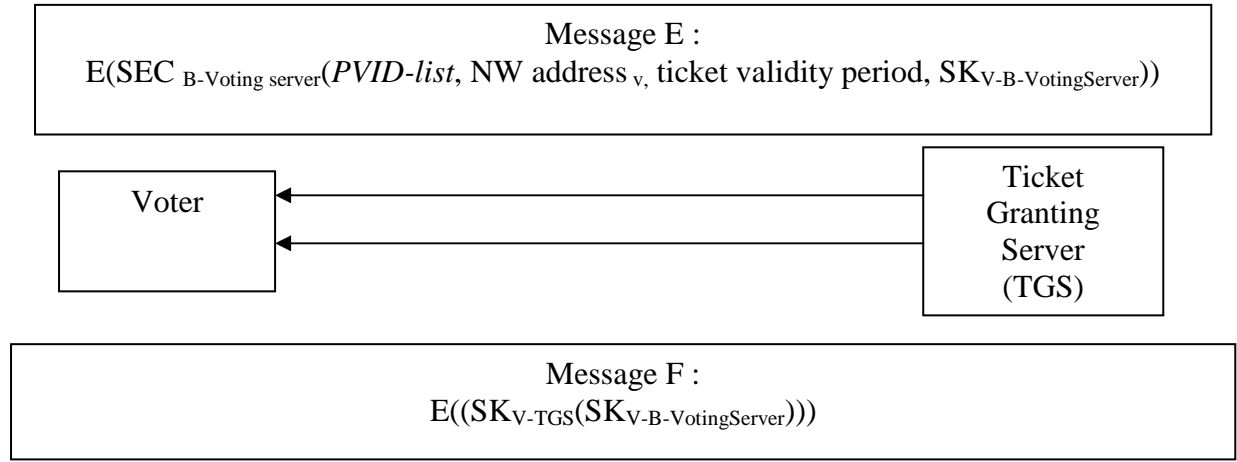 Message E :
E(SEC B-Voting server(PVID-list, NW address v, ticket validity period, SKV-B-VotingServer))
Voter
Ticket
Granting
Server
(TGS)
Message F :
E((SKV-TGS(SKV-B-VotingServer)))